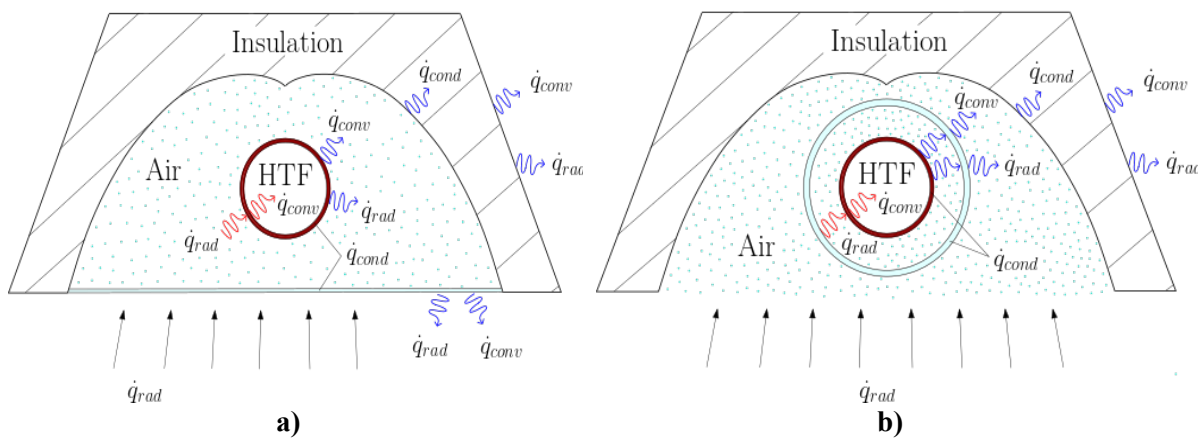 Insulation
q̇cond
q̇conv
q̇conv
Air
HTF
q̇rad
q̇conv
q̇rad
q̇rad
q̇cond
q̇rad
q̇conv
q̇rad
a)
Insulation
q̇cond
q̇conv
q̇conv
HTF
q̇rad
q̇rad
q̇conv
Air
q̇rad
q̇cond
q̇rad
b)